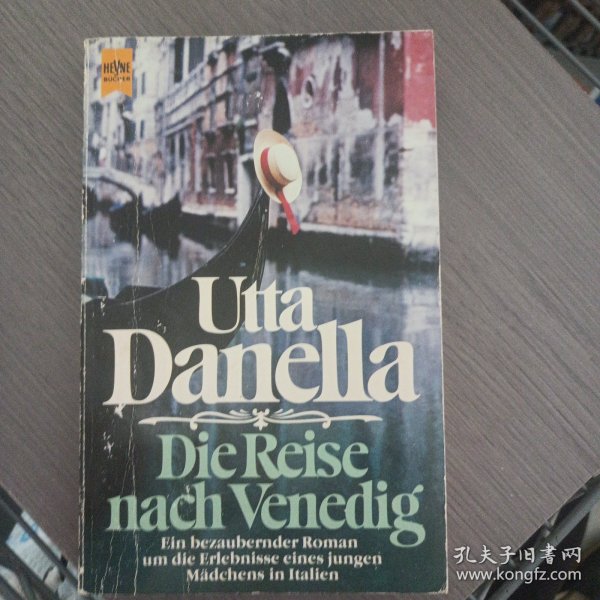 HEYNE
BÜCHER
Utta
Danella
Die Reise
nach Venedig
Ein bezaubernder Roman
um die Erlebnisse eines jungen
Mädchens in Italien
孔夫子旧书网
www.kongfz.com